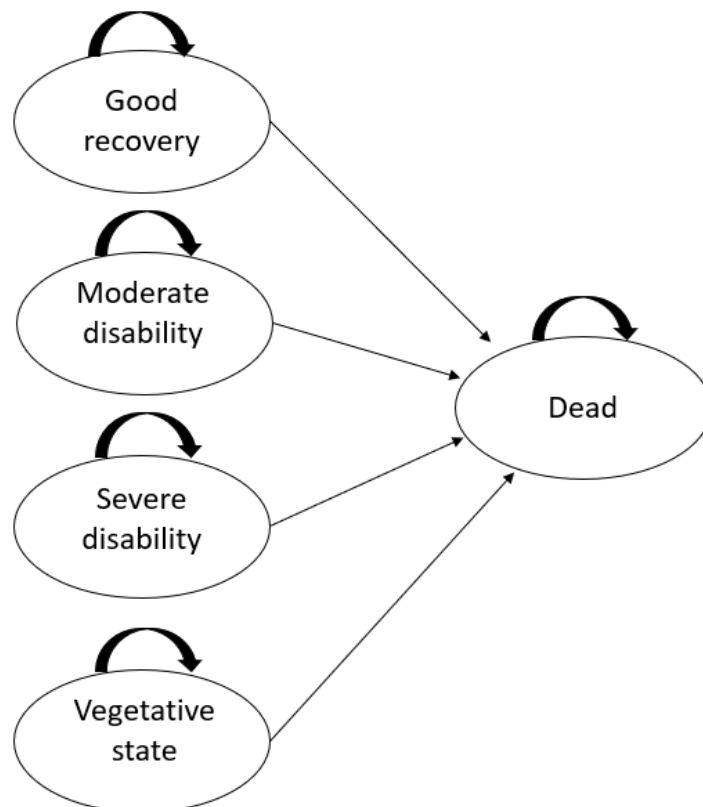 Good
recovery
Moderate
disability
Dead
Severe
disability
Vegetative
state